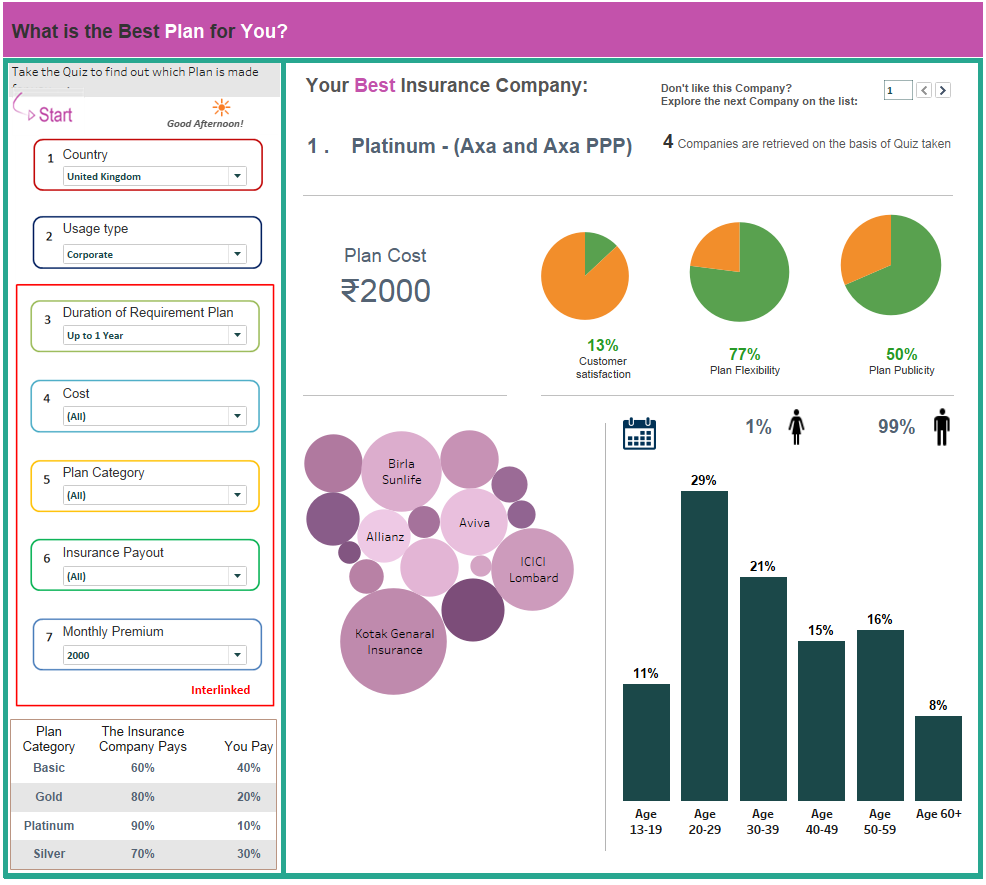 What is the Best Plan for You?
Take the Quiz to find out which Plan is made
Start
Good Afternoon!
1 Country
United Kingdom
2 Usage type
Corporate
3 Duration of Requirement Plan
Up to 1 Year
4 Cost
(All)
5 Plan Category
(All)
6 Insurance Payout
(All)
7 Monthly Premium
2000
Interlinked
Plan Category The Insurance Company Pays You Pay
Basic 60% 40%
Gold 80% 20%
Platinum 90% 10%
Silver 70% 30%
Your Best Insurance Company:
Don't like this Company?
Explore the next Company on the list:
1
1 . Platinum - (Axa and Axa PPP)
4 Companies are retrieved on the basis of Quiz taken
Plan Cost
₹2000
13%
Customer
satisfaction
77%
Plan Flexibility
50%
Plan Publicity
Birla
Sunlife
Allianz
Aviva
ICICI
Lombard
Kotak Genaral
Insurance
1% 99%
29%
21%
15%
16%
11%
8%
Age 13-19
Age 20-29
Age 30-39
Age 40-49
Age 50-59
Age 60+